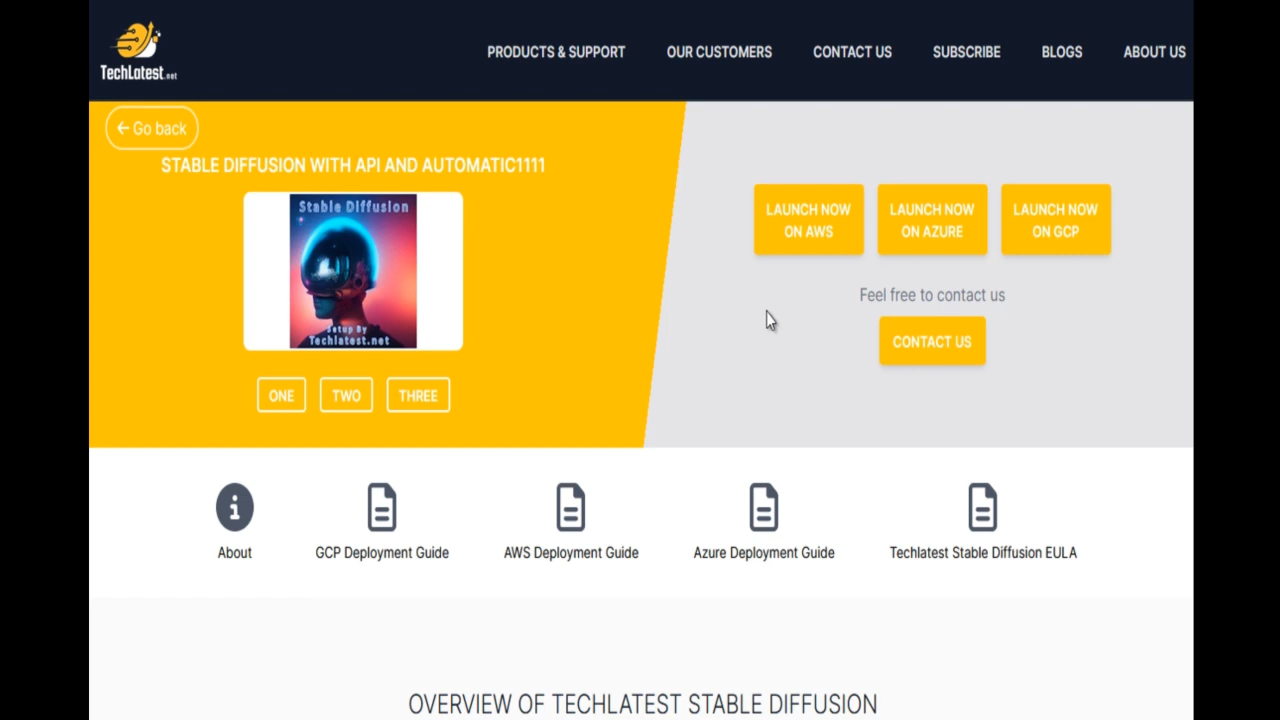 TechLatest.net
PRODUCTS & SUPPORT
OUR CUSTOMERS
CONTACT US
SUBSCRIBE
BLOGS
ABOUT US
Go back
STABLE DIFFUSION WITH API AND AUTOMATIC1111
Stable Diffusion
Setup By
Techlatest.net
ONE
TWO
THREE
LAUNCH NOW
ON AWS
LAUNCH NOW
ON AZURE
LAUNCH NOW
ON GCP
Feel free to contact us
CONTACT US
About
GCP Deployment Guide
AWS Deployment Guide
Azure Deployment Guide
Techlatest Stable Diffusion EULA
OVERVIEW OF TECHLATEST STABLE DIFFUSION